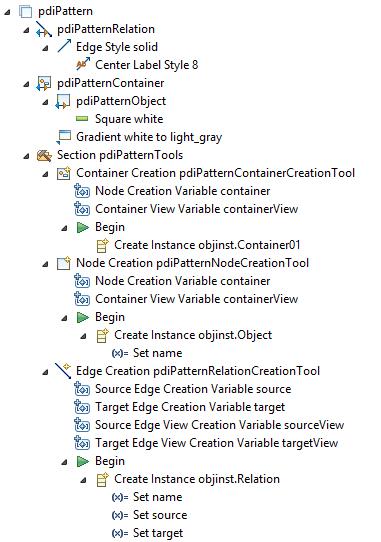 pdiPattern
pdiPatternRelation
Edge Style solid
Center Label Style 8
pdiPatternContainer
pdiPatternObject
Square white
Gradient white to light_gray
Section pdiPatternTools
Container Creation pdiPatternContainerCreationTool
Node Creation Variable container
Container View Variable containerView
Begin
Create Instance objinst.Container01
Node Creation pdiPatternNodeCreationTool
Node Creation Variable container
Container View Variable containerView
Begin
Create Instance objinst.Object
(x)= Set name
Edge Creation pdiPatternRelationCreationTool
Source Edge Creation Variable source
Target Edge Creation Variable target
Source Edge View Creation Variable sourceView
Target Edge View Creation Variable targetView
Begin
Create Instance objinst.Relation
(x)= Set name
(x)= Set source
(x)= Set target